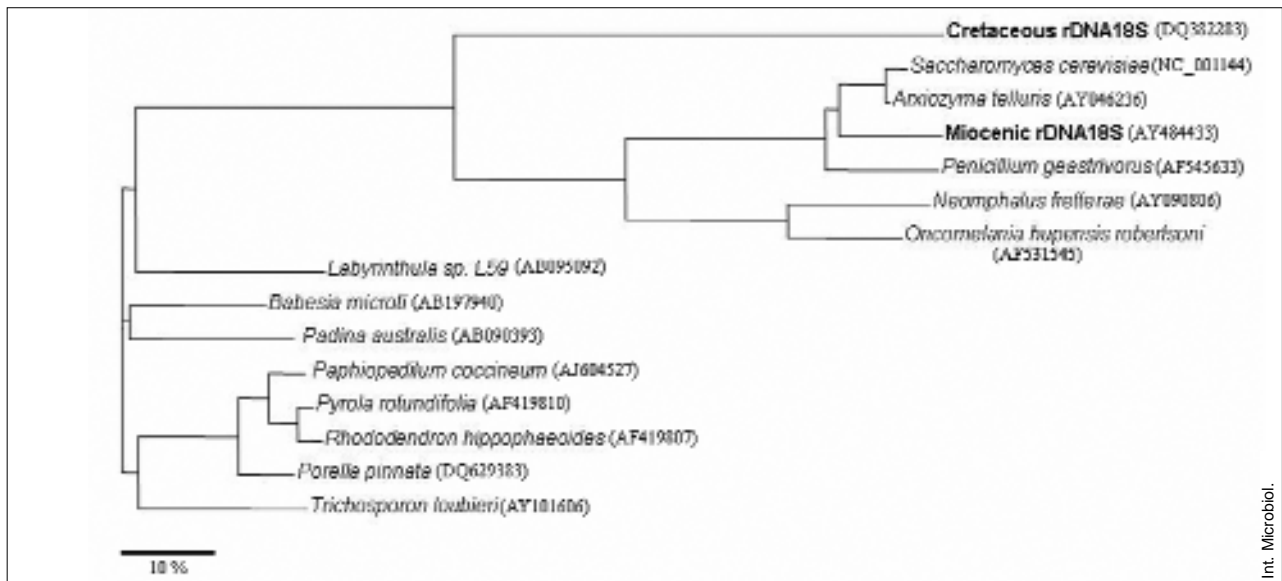 Cretaceous rDNA18S (DQ382283)
Saccharomyces cerevisiae (NC_001144)
Arxiozyma telluris (AY046236)
Miocenic rDNA18S (AY484433)
Penicillium geestrivorus (AF545633)
Neomphalus fretterae (AY090806)
Oncomelania hupensis robertsoni
(AF531545)
Labyrinthula sp. L59 (AB095092)
Babesia microti (AB197940)
Padina australis (AB090393)
Paphiopedilum coccineum (AJ604527)
Pyrola rotundifolia (AF419810)
Rhododendron hippophaeoides (AF419807)
Porella pinnata (DQ629383)
Trichosporon loubieri (AY101606)
10 %
Int. Microbiol.